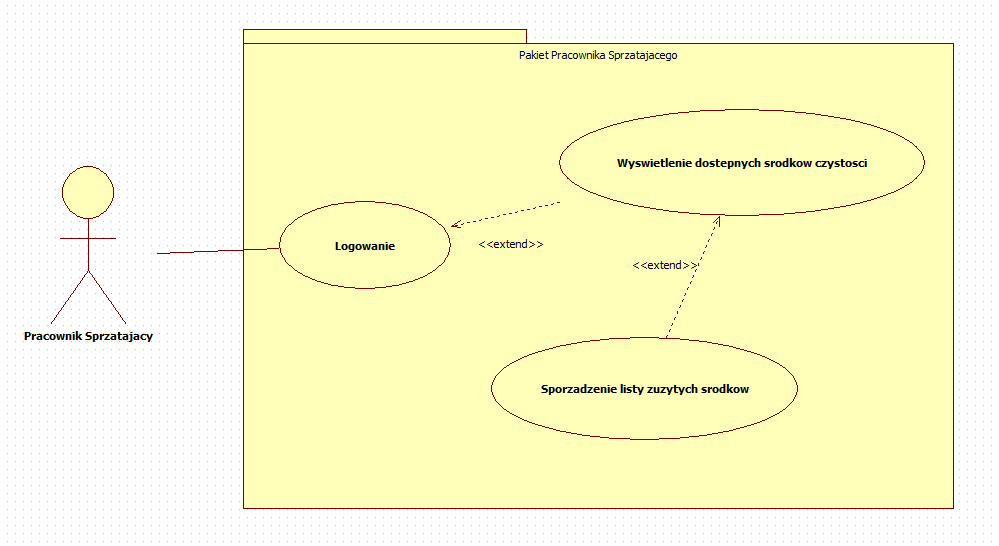 Pakiet Pracownika Sprzatajacego
Wyswietlenie dostepnych srodkow czystosci
Logowanie
<<extend>>
<<extend>>
Pracownik Sprzatajacy
Sporzadzenie listy zuzytych srodkow